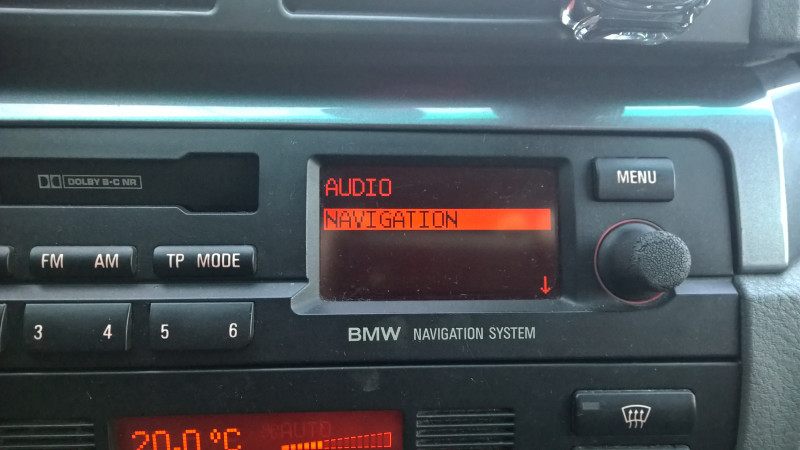 DOLBY B-C NR
AUDIO
NAVIGATION
MENU
FM AM
TP MODE
3 4
5 6
BMW NAVIGATION SYSTEM
AUTO
20.0°C